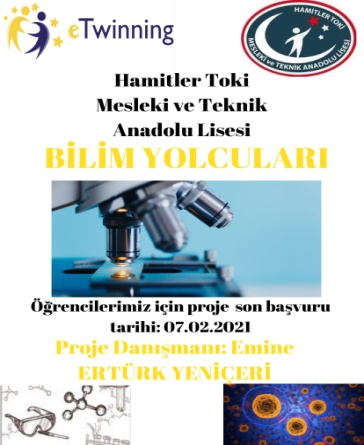 eTwinning
HAMİTLER TOKİ
MESLEKİ ve TEKNİK ANADOLU LİSESİ
Hamitler Toki
Mesleki ve Teknik
Anadolu Lisesi
BİLİM YOLCULARI
Öğrencilerimiz için proje son başvuru
tarihi: 07.02.2021
Proje Danışmanı: Emine
ERTÜRK YENİÇERİ